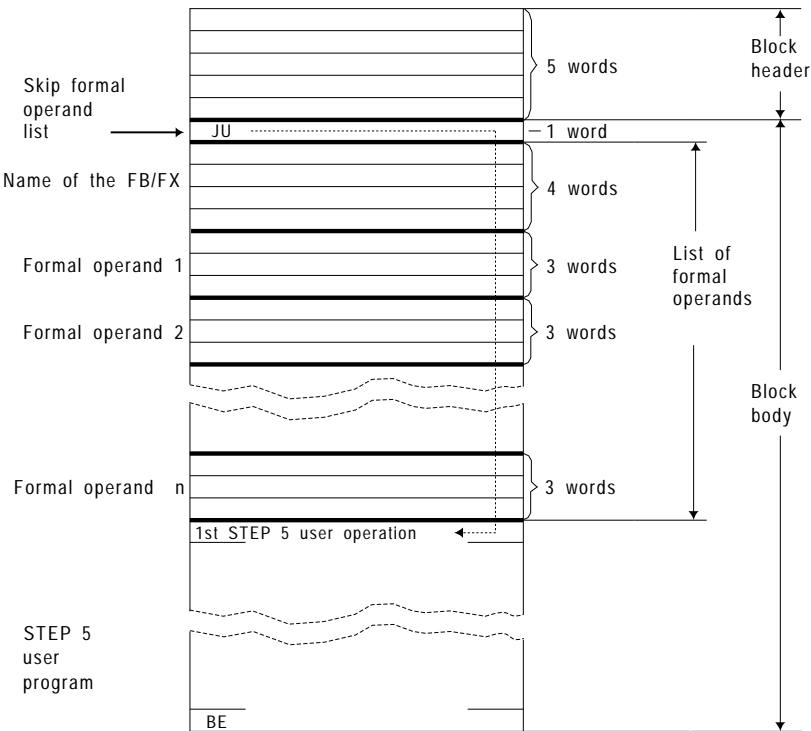 Block
header
5 words
Skip formal
operand
list
JU
1 word
Name of the FB/FX
4 words
Formal operand 1
3 words
List of
formal
operands
Formal operand 2
3 words
Block
body
Formal operand n
3 words
1st STEP 5 user operation
STEP 5
user
program
BE